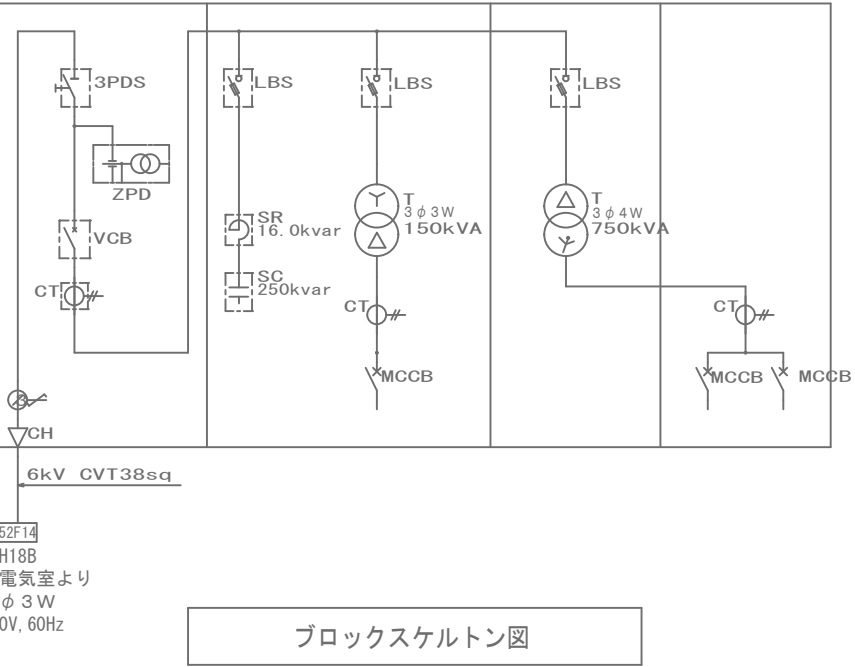 3PDS
LBS
LBS
LBS
ZPD
VCB
SR
16.0kvar
SC
250kvar
T
3φ3W
150kVA
T
3φ4W
750kVA
CT
CT
CT
MCCB
MCCB
MCCB
CH
6kV CVT38sq
52F14
H18B
電気室より
φ3W
0V,60Hz
ブロックスケルトン図